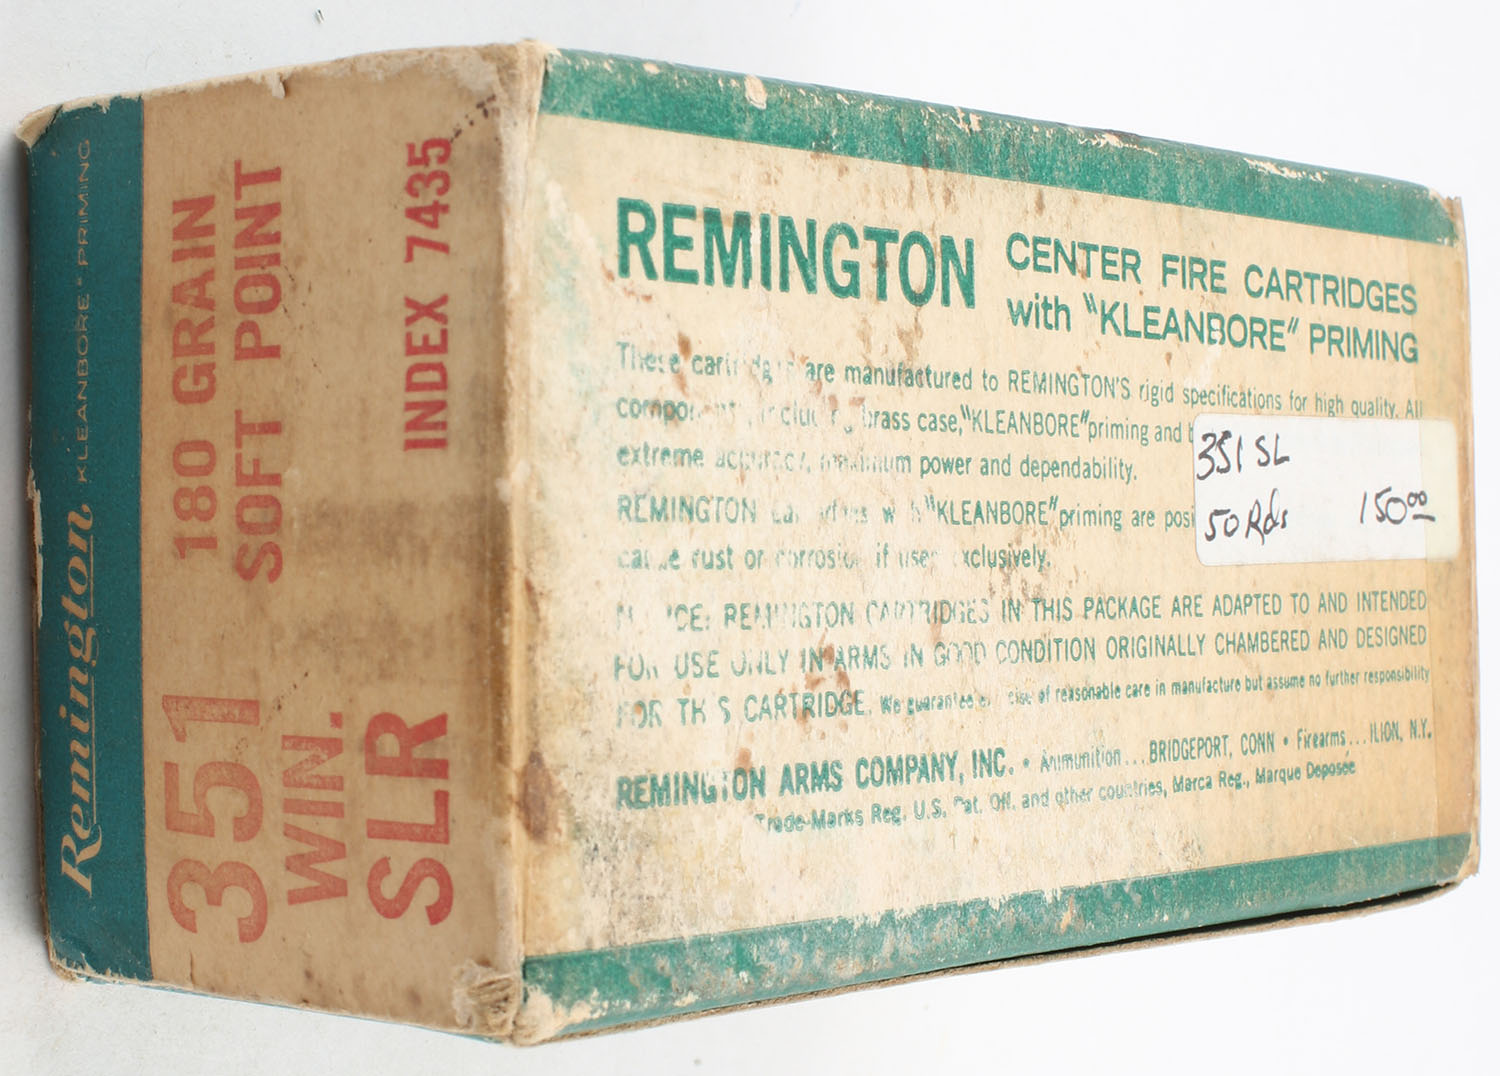 Remington KLEANBORE" PRIMING
180 GRAIN
SOFT POINT
INDEX 7435
351
WIN.
SLR
REMINGTON CENTER FIRE CARTRIDGES
with "KLEANBORE" PRIMING
These are manufactured to REMINGTON'S rigid specifications for high quality. All
brass case, "KLEANBORE" priming and
extreme power and dependability.
REMINGTON "KLEANBORE" priming are
rust or if exclusively.
REMINGTON CARTRIDGES IN THIS PACKAGE ARE ADAPTED TO AND INTENDED
USE ONLY IN ARMS IN GOOD CONDITION ORIGINALLY CHAMBERED AND DESIGNED
FOR THIS CARTRIDGE. We guarantee of reasonable care in manufacture but assume no further responsibility
REMINGTON ARMS COMPANY, INC. • Ammunition... BRIDGEPORT, CONN • Firearms... ILION, N.Y.
Trade-Marks Reg. U.S. Pat. Off. and other countries, Marca Reg., Marque Deposée
351 SL
50 Rds 150.00